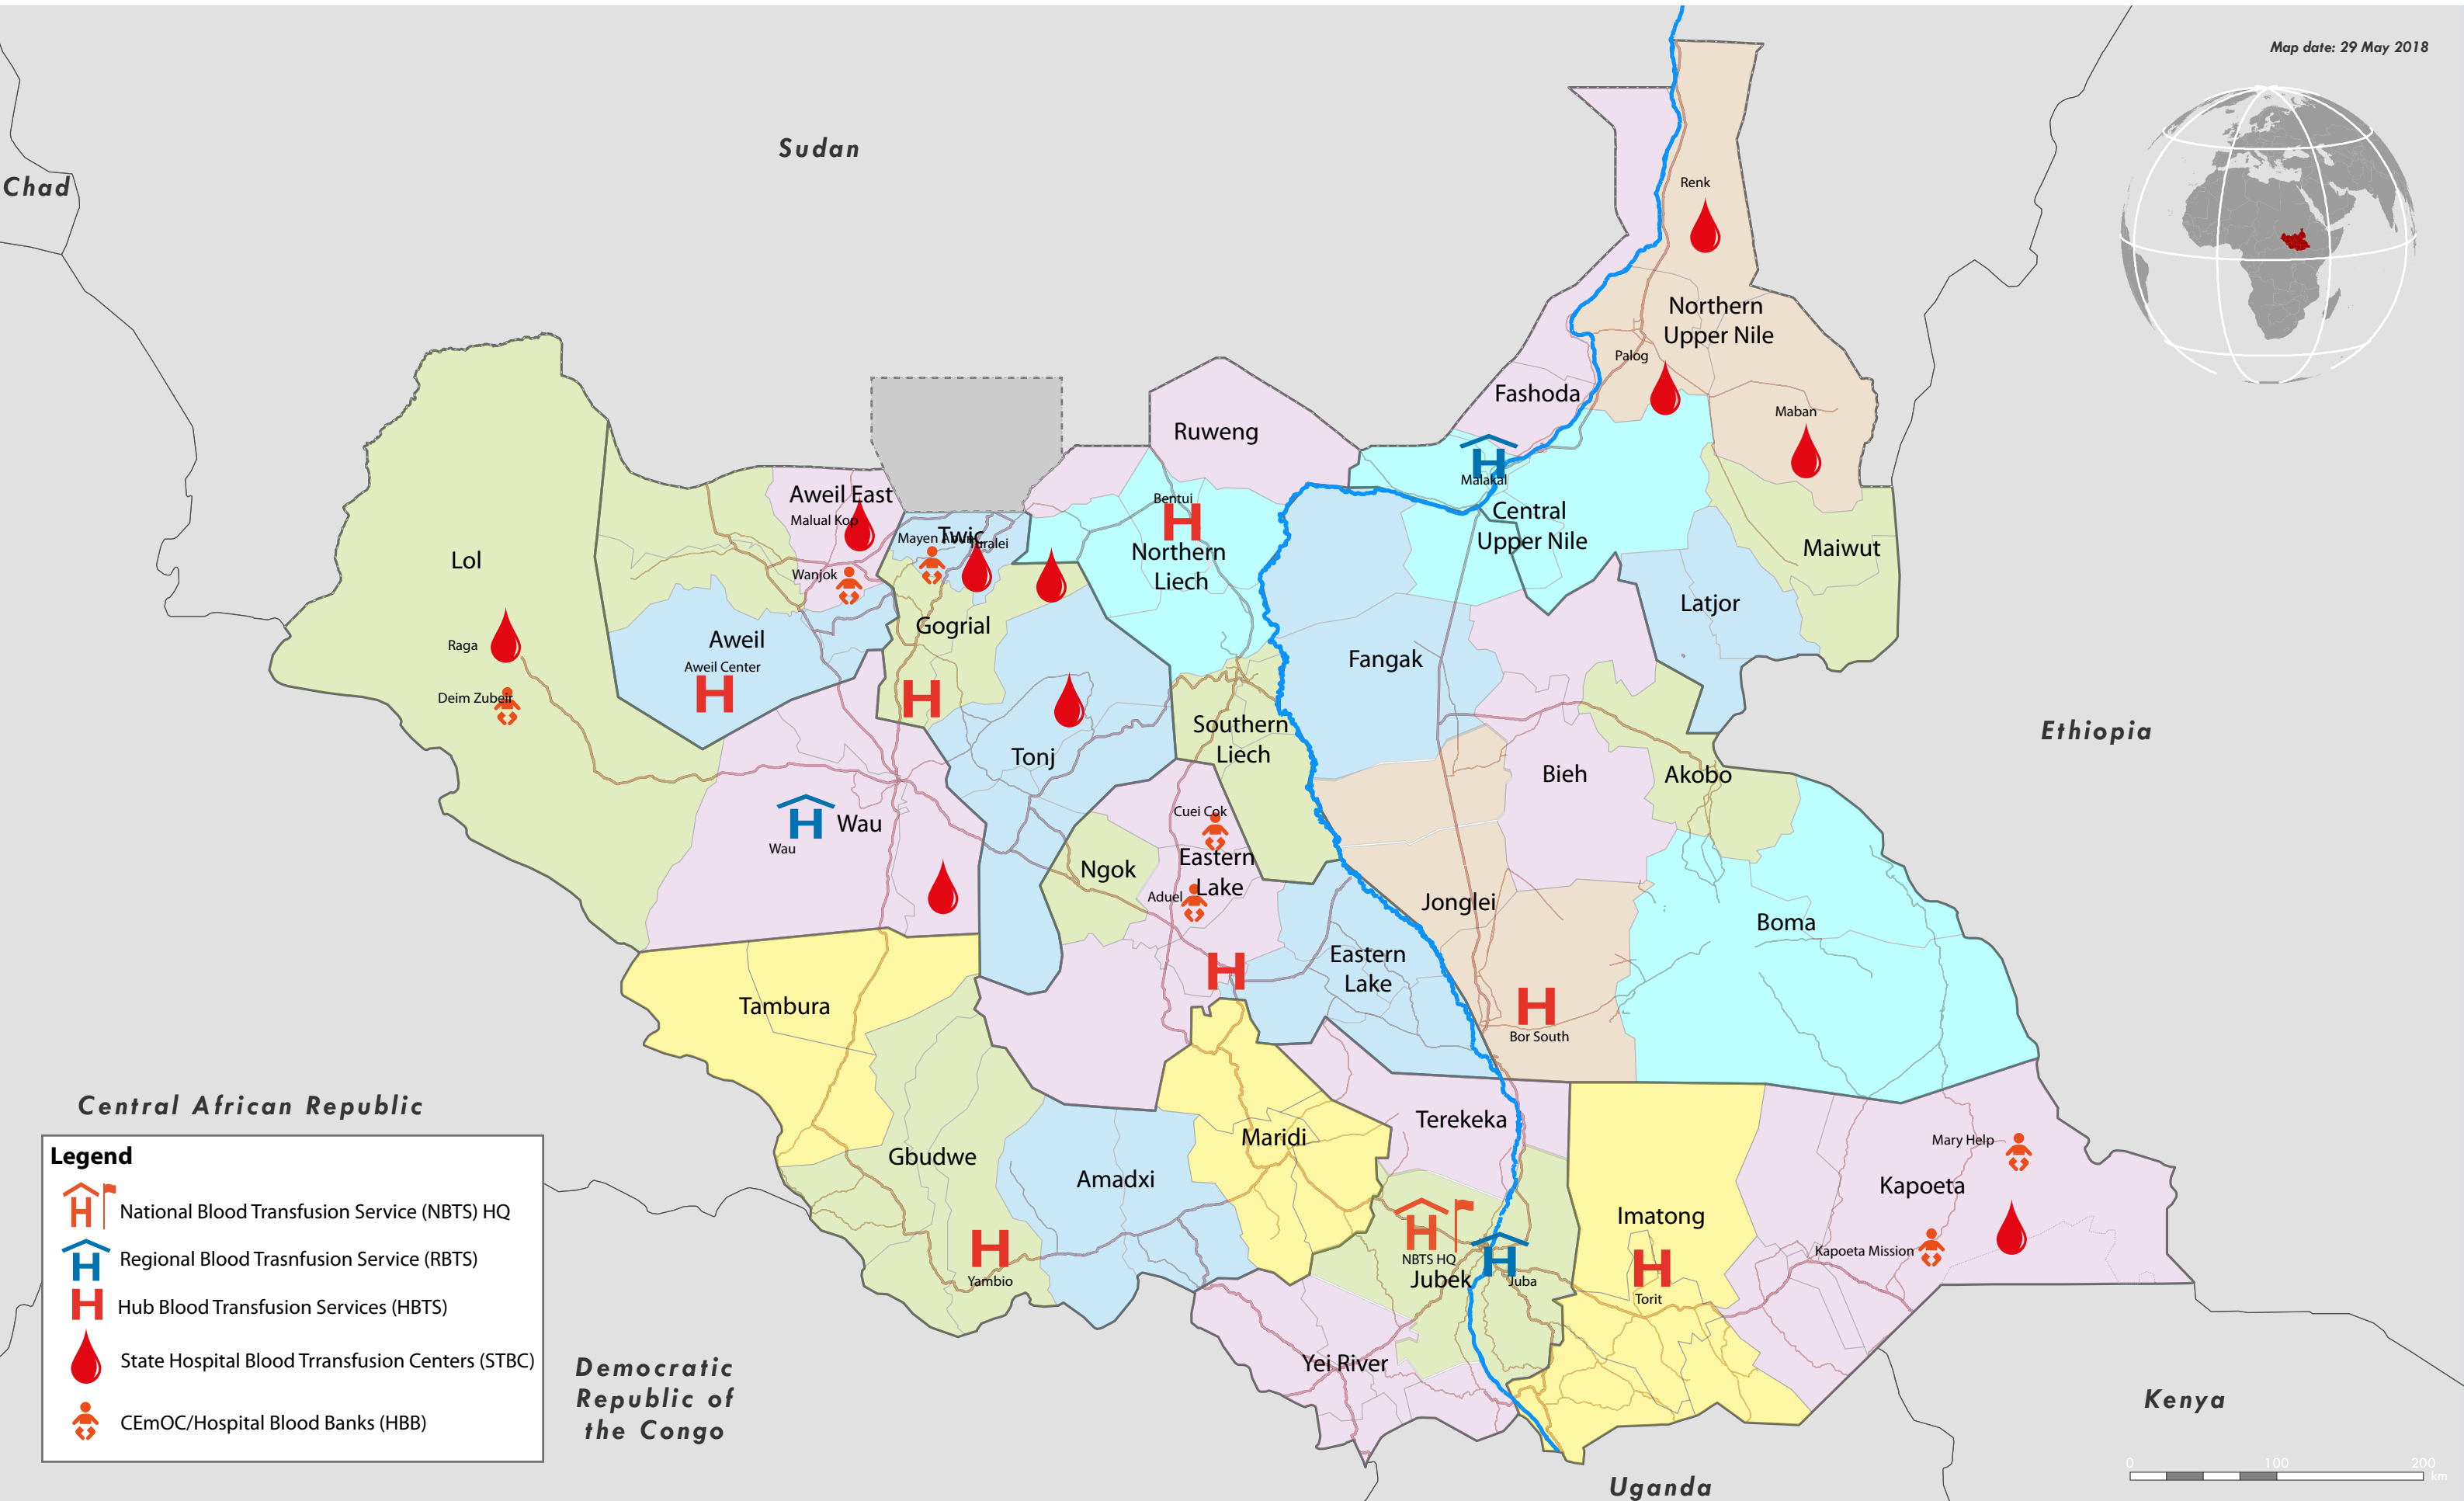 Map date: 29 May 2018
Sudan
Chad
Renk
Northern
Upper Nile
Palog
Fashoda
Maban
Ruweng
Malakal
Aweil East
Malual Kop
Bentui
Central
Upper Nile
Twic
Mayen Abun
Turalei
Northern
Liech
Maiwut
Lol
Wanjok
Latjor
Gogrial
Aweil
Aweil Center
Raga
Fangak
Deim Zubeir
Southern
Liech
Tonj
Ethiopia
Bieh
Akobo
Cuei Cok
Wau
Wau
Eastern
Lake
Ngok
Aduel
Jonglei
Boma
Eastern
Lake
Tambura
Bor South
Central African Republic
Terekeka
Maridi
Mary Help
Gbudwe
Amadxi
Kapoeta
Imatong
Kapoeta Mission
NBTS HQ
Jubek
Juba
Yambio
Torit
Yei River
Legend
National Blood Transfusion Service (NBTS) HQ
Regional Blood Trasnfusion Service (RBTS)
Hub Blood Transfusion Services (HBTS)
State Hospital Blood Trransfusion Centers (STBC)
CEmOC/Hospital Blood Banks (HBB)
Democratic
Republic of
the Congo
Kenya
Uganda
0 100 200
km